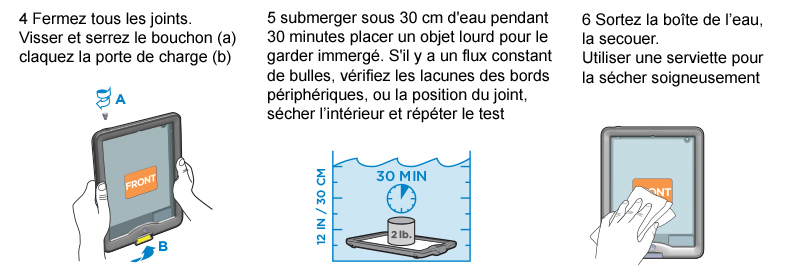 4 Fermez tous les joints.
Visser et serrez le bouchon (a)
claquez la porte de charge (b)
A
FRONT
B
5 submerger sous 30 cm d'eau pendant
30 minutes placer un objet lourd pour le
garder immergé. S'il y a un flux constant
de bulles, vérifiez les lacunes des bords
périphériques, ou la position du joint,
sécher l'intérieur et répéter le test
12 IN / 30 CM
30 MIN
2 lb.
6 Sortez la boîte de l'eau,
la secouer.
Utiliser une serviette pour
la sécher soigneusement
ONT